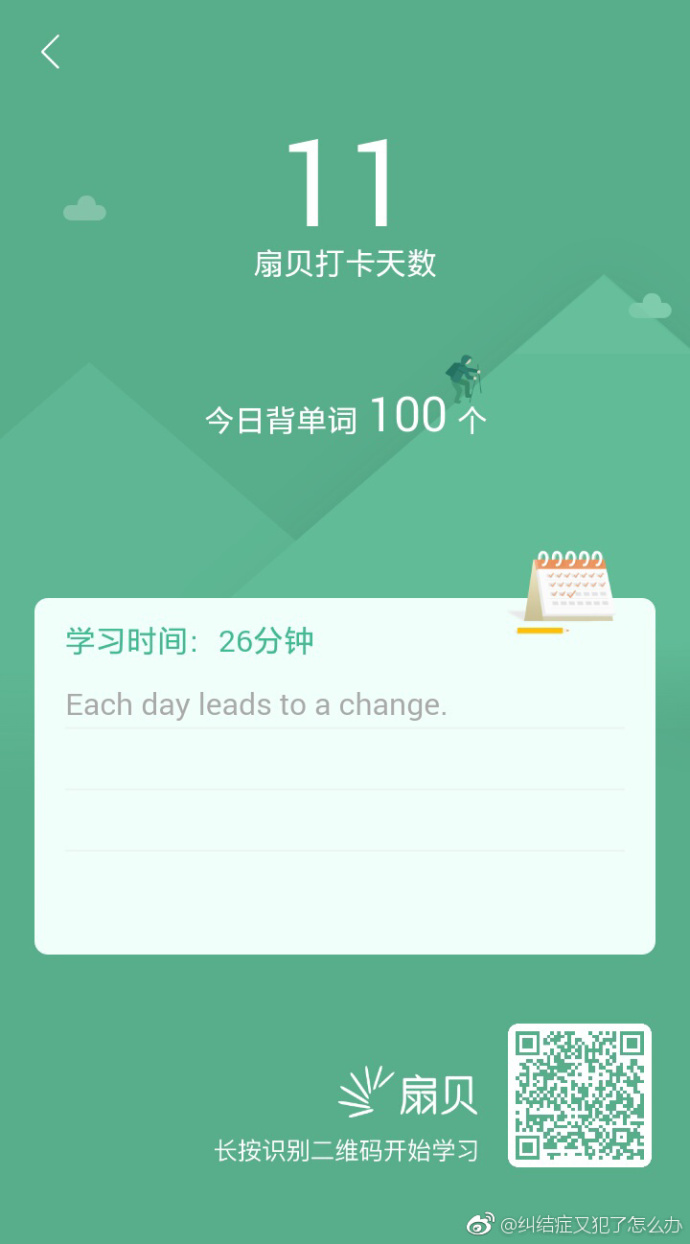 11
扇贝打卡天数
今日背单词 100 个
学习时间：26分钟
Each day leads to a change.
扇贝
长按识别二维码开始学习
@纠结症又犯了怎么办